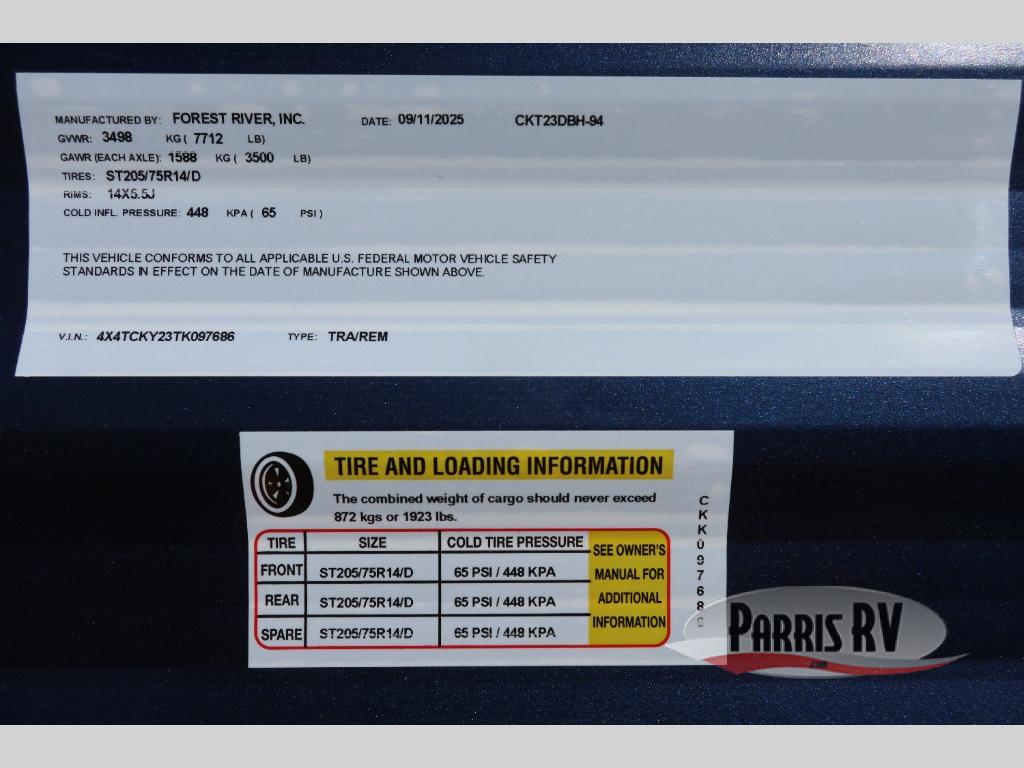 MANUFACTURED BY: FOREST RIVER, INC. DATE: 09/11/2025 CKT23DBH-94
GVWR: 3498 KG ( 7712 LB)
GAWR (EACH AXLE): 1588 KG ( 3500 LB)
TIRES: ST205/75R14/D
RIMS: 14X5.5J
COLD INFL. PRESSURE: 448 KPA ( 65 PSI )
THIS VEHICLE CONFORMS TO ALL APPLICABLE U.S. FEDERAL MOTOR VEHICLE SAFETY
STANDARDS IN EFFECT ON THE DATE OF MANUFACTURE SHOWN ABOVE.
V.I.N.: 4X4TCKY23TK097686 TYPE: TRA/REM
TIRE AND LOADING INFORMATION
The combined weight of cargo should never exceed
872 kgs or 1923 lbs.
TIRE SIZE COLD TIRE PRESSURE
FRONT ST205/75R14/D 65 PSI / 448 KPA
REAR ST205/75R14/D 65 PSI / 448 KPA
SPARE ST205/75R14/D 65 PSI / 448 KPA
SEE OWNER'S
MANUAL FOR
ADDITIONAL
INFORMATION
CKK097686
PARRIS RV
.com